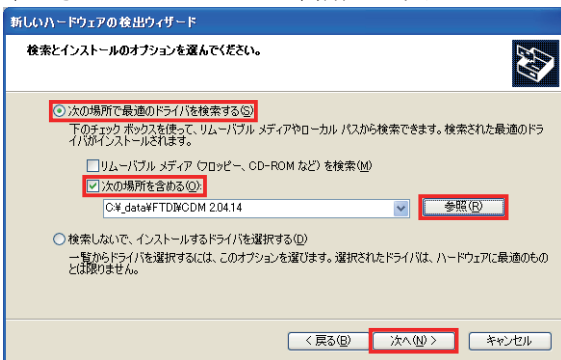 新しいハードウェアの検出ウィザード
検索とインストールのオプションを選んでください。
次の場所で最適のドライバを検索する(S)
下のチェック ボックスを使って、リムーバブル メディアやローカル パスから検索できます。検索された最適のドラ
イバがインストールされます。
リムーバブル メディア (フロッピー、CD-ROM など) を検索(M)
次の場所を含める(O):
C:¥_data¥FTDI¥CDM 2.04.14
参照(R)
検索しないで、インストールするドライバを選択する(D)
一覧からドライバを選択するには、このオプションを選びます。選択されたドライバは、ハードウェアに最適のもの
とは限りません。
< 戻る(B)
次へ(N) >
キャンセル